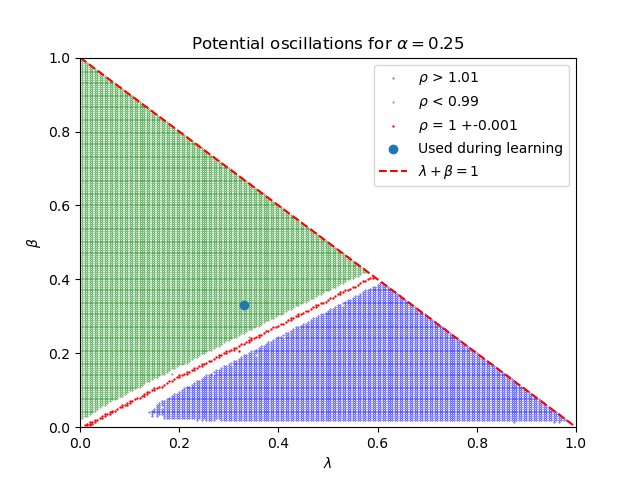 Potential oscillations for α = 0.25
ρ > 1.01
ρ < 0.99
ρ = 1 +-0.001
Used during learning
λ + β = 1
1.0
0.8
0.6
0.4
0.2
0.0
β
0.0 0.2 0.4 0.6 0.8 1.0
λ